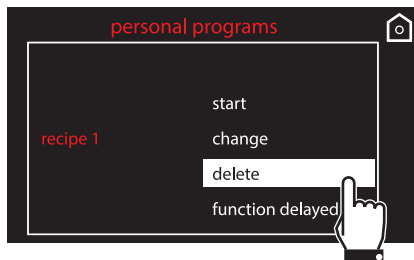 personal programs
start
recipe 1
change
delete
function delayed